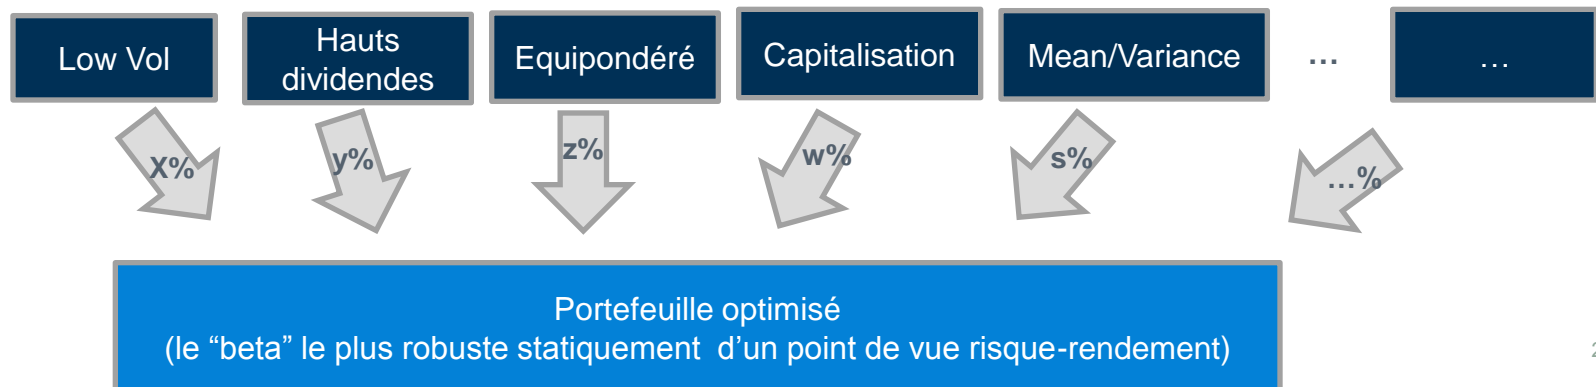 Low Vol
Hauts
dividendes
Equipondéré
Capitalisation
Mean/Variance
...
...
X%
y%
z%
w%
s%
...%
Portefeuille optimisé
(le “beta” le plus robuste statiquement d’un point de vue risque-rendement)
2